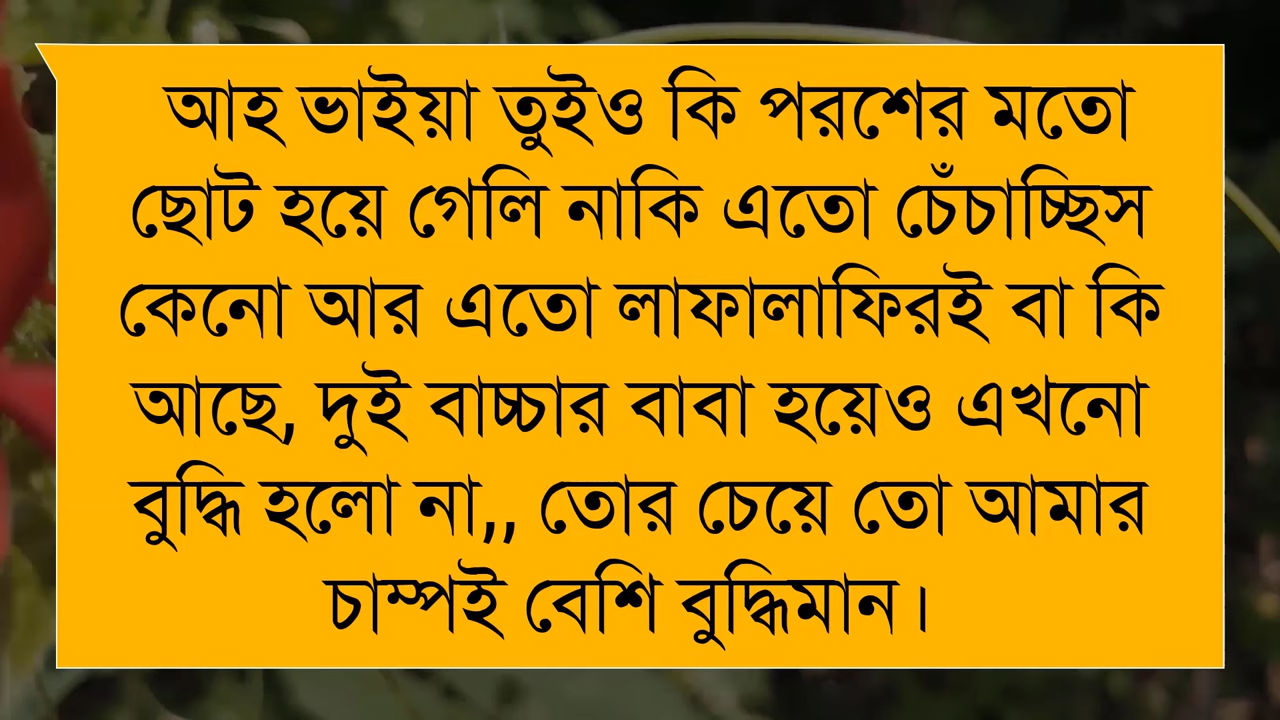 আহ ভাইয়া তুইও কি পরশের মতো
ছোট হয়ে গেলি নাকি এতো চেঁচাচ্ছিস
কেনো আর এতো লাফালাফিরই বা কি
আছে, দুই বাচ্চার বাবা হয়েও এখনো
বুদ্ধি হলো না,, তোর চেয়ে তো আমার
চাম্পই বেশি বুদ্ধিমান।